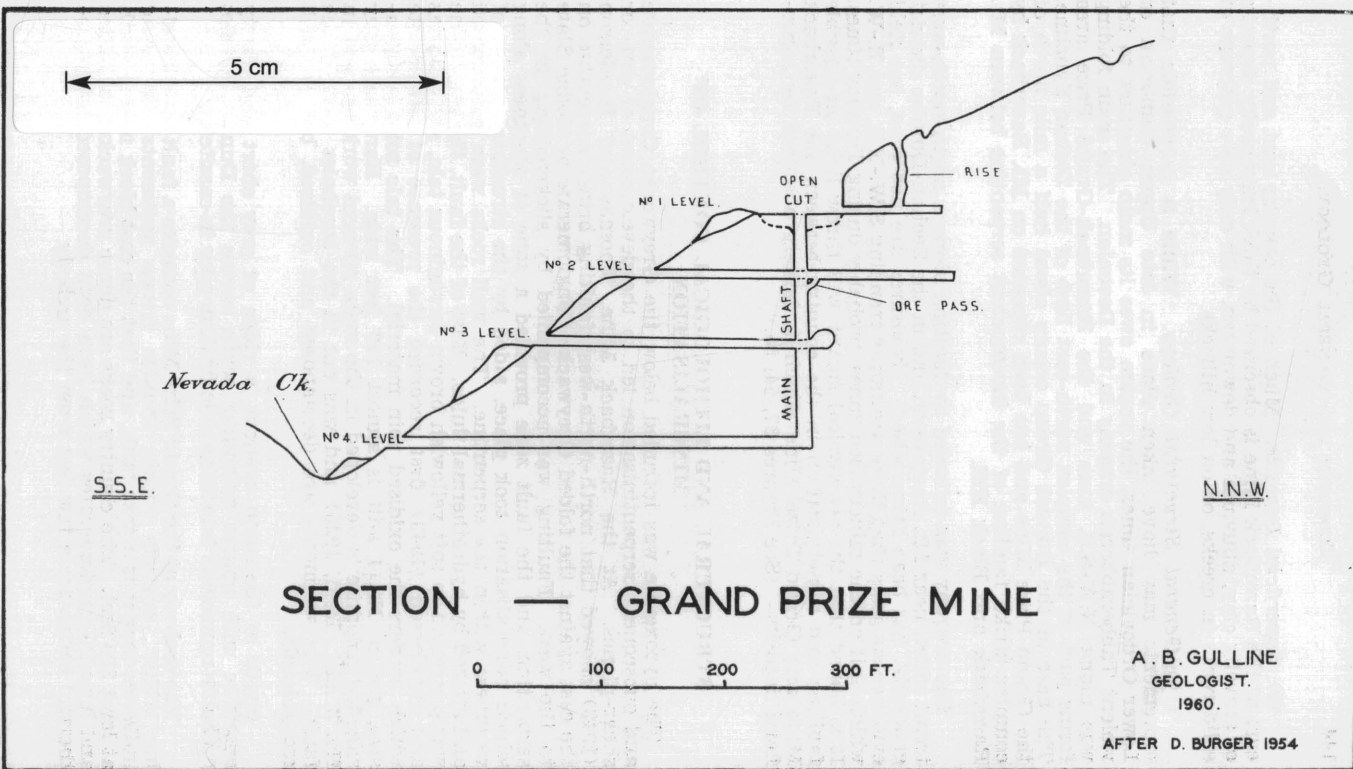 5 cm
RISE
OPEN
CUT
Nº 1 LEVEL.
Nº 2 LEVEL
ORE PASS.
SHAFT
Nº 3 LEVEL.
MAIN
Nevada Ck.
Nº 4. LEVEL
S.S.E.
N.N.W.
SECTION — GRAND PRIZE MINE
0 100 200 300 FT.
A. B. GULLINE
GEOLOGIST.
1960.
AFTER D. BURGER 1954